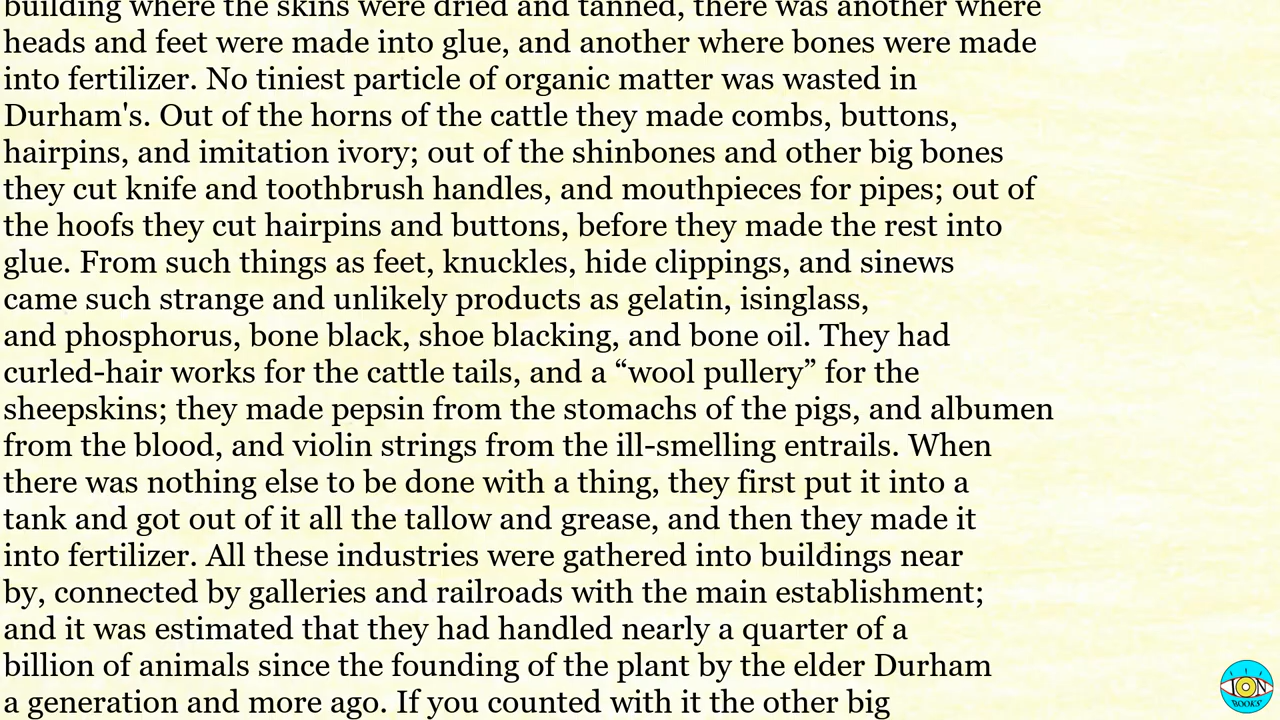 building where the skins were dried and tanned, there was another where
heads and feet were made into glue, and another where bones were made
into fertilizer. No tiniest particle of organic matter was wasted in
Durham's. Out of the horns of the cattle they made combs, buttons,
hairpins, and imitation ivory; out of the shinbones and other big bones
they cut knife and toothbrush handles, and mouthpieces for pipes; out of
the hoofs they cut hairpins and buttons, before they made the rest into
glue. From such things as feet, knuckles, hide clippings, and sinews
came such strange and unlikely products as gelatin, isinglass,
and phosphorus, bone black, shoe blacking, and bone oil. They had
curled-hair works for the cattle tails, and a “wool pullery” for the
sheepskins; they made pepsin from the stomachs of the pigs, and albumen
from the blood, and violin strings from the ill-smelling entrails. When
there was nothing else to be done with a thing, they first put it into a
tank and got out of it all the tallow and grease, and then they made it
into fertilizer. All these industries were gathered into buildings near
by, connected by galleries and railroads with the main establishment;
and it was estimated that they had handled nearly a quarter of a
billion of animals since the founding of the plant by the elder Durham
a generation and more ago. If you counted with it the other big
ION
BOOKS